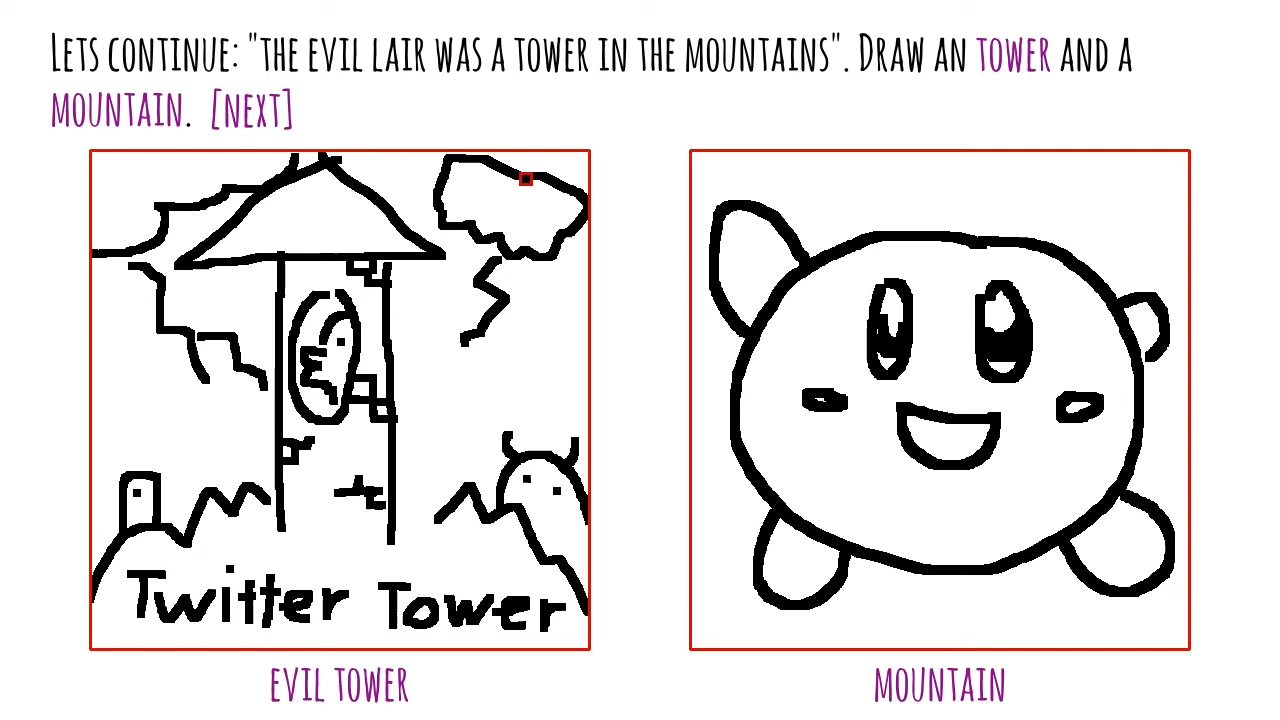 Lets continue: "the evil lair was a tower in the mountains". Draw an tower and a
mountain. [next]
Twitter Tower
evil tower
mountain